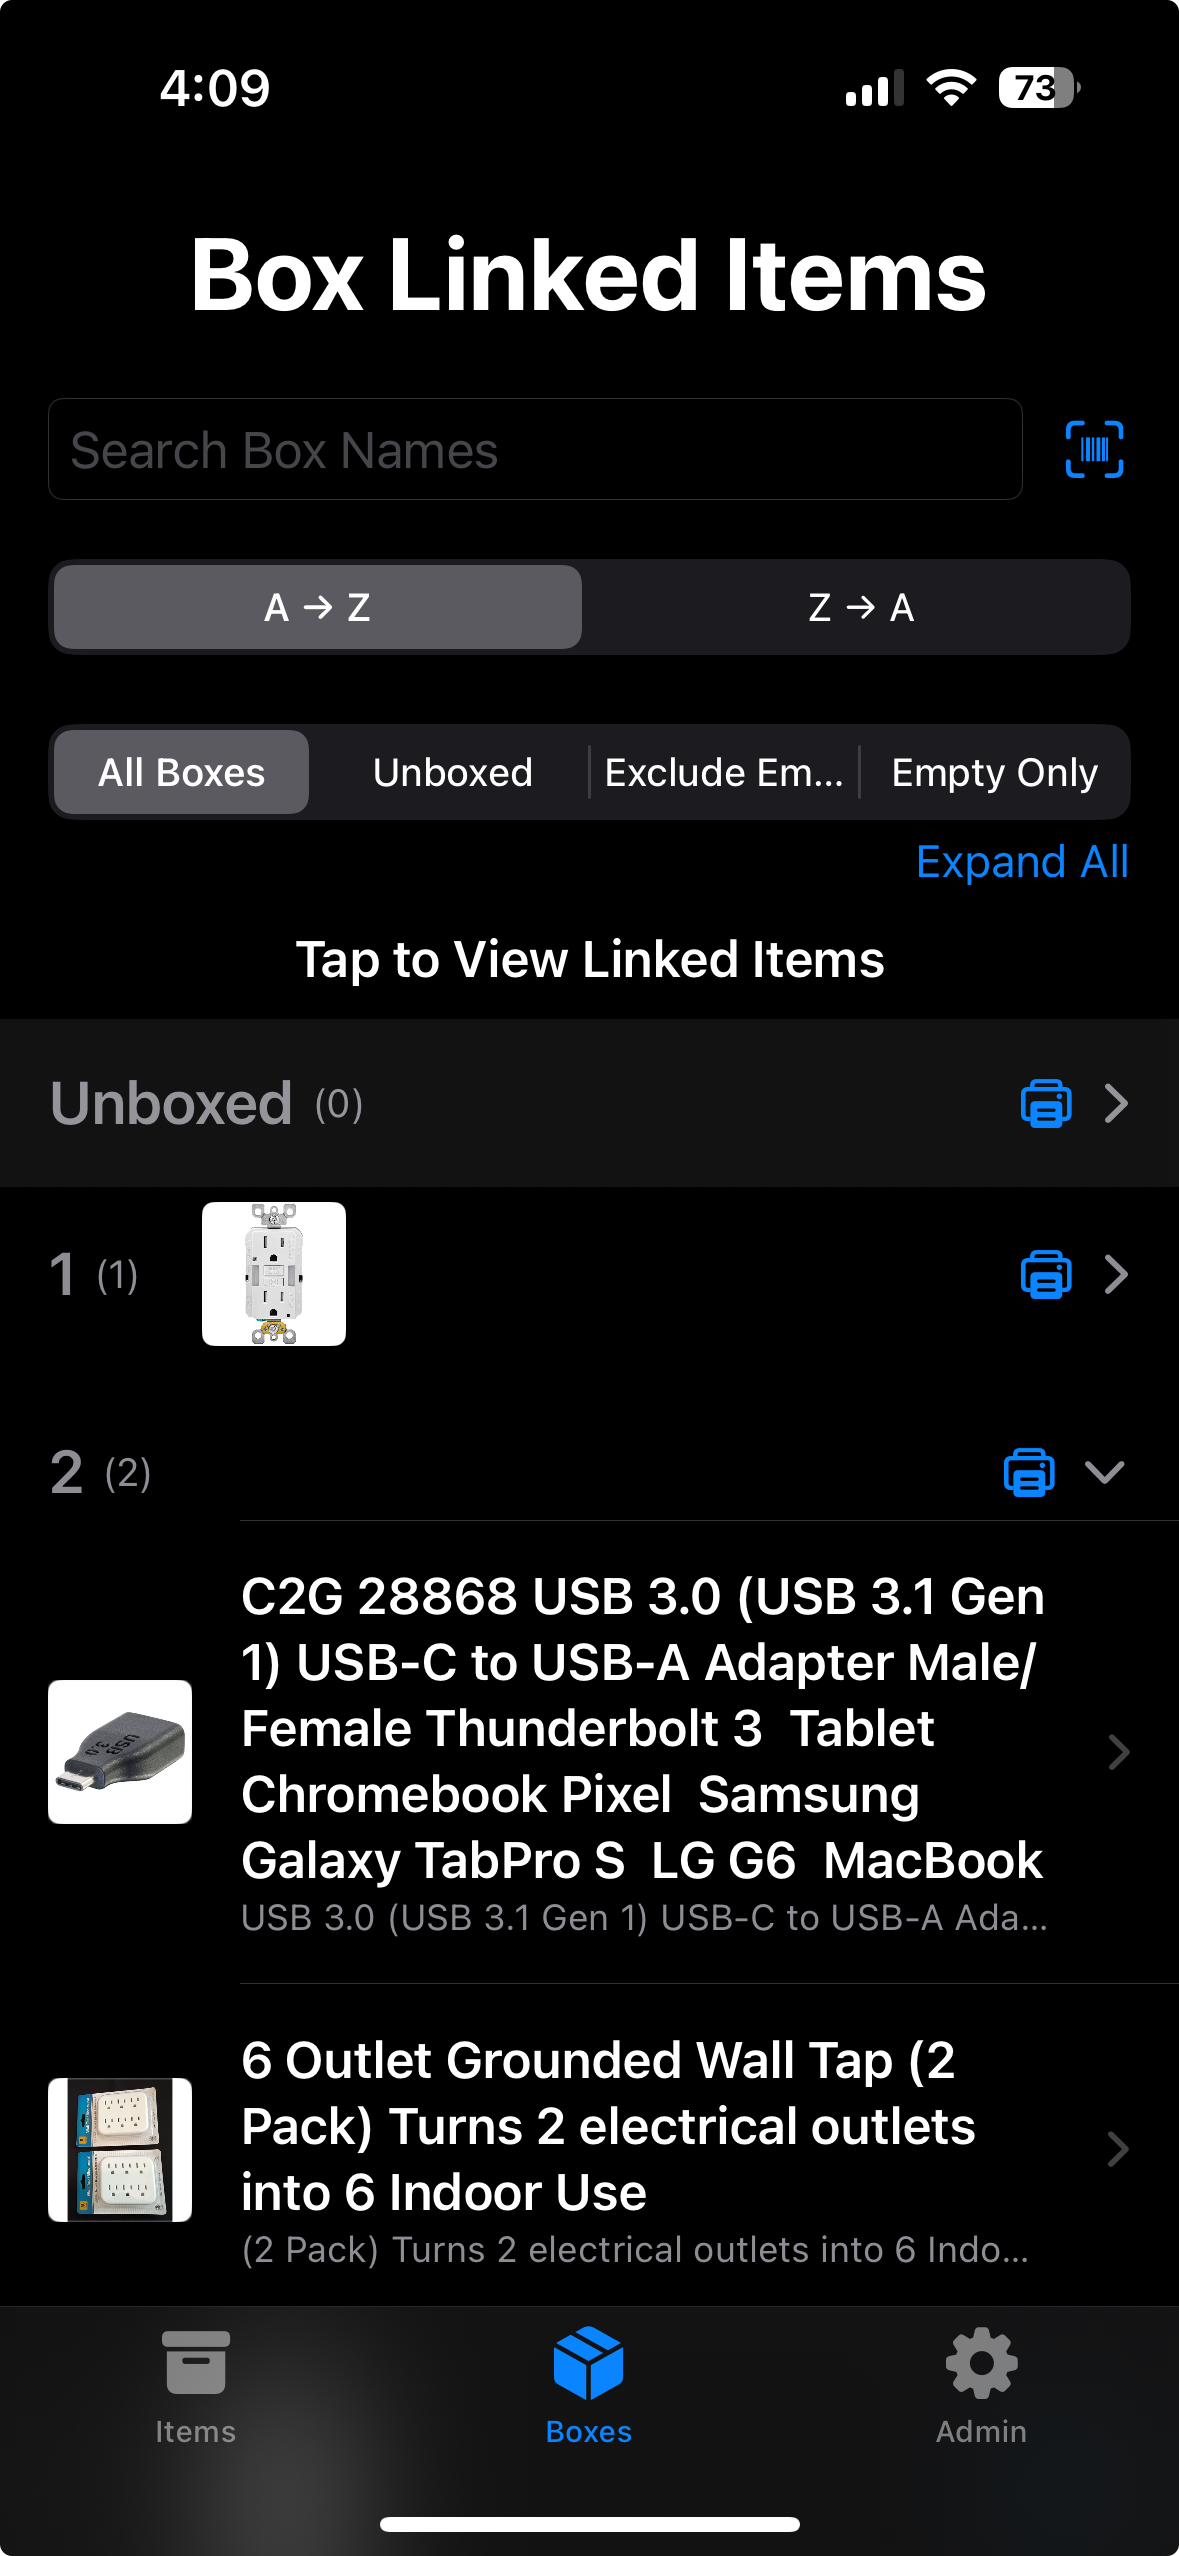 4:09
73
Box Linked Items
Search Box Names
A → Z
Z → A
All Boxes
Unboxed
Exclude Em...
Empty Only
Expand All
Tap to View Linked Items
Unboxed (0)
1 (1)
2 (2)
C2G 28868 USB 3.0 (USB 3.1 Gen
1) USB-C to USB-A Adapter Male/
Female Thunderbolt 3  Tablet
Chromebook Pixel  Samsung
Galaxy TabPro S  LG G6  MacBook
USB 3.0 (USB 3.1 Gen 1) USB-C to USB-A Ada...
USB
3.0
6 Outlet Grounded Wall Tap (2
Pack) Turns 2 electrical outlets
into 6 Indoor Use
(2 Pack) Turns 2 electrical outlets into 6 Indo...
Items
Boxes
Admin